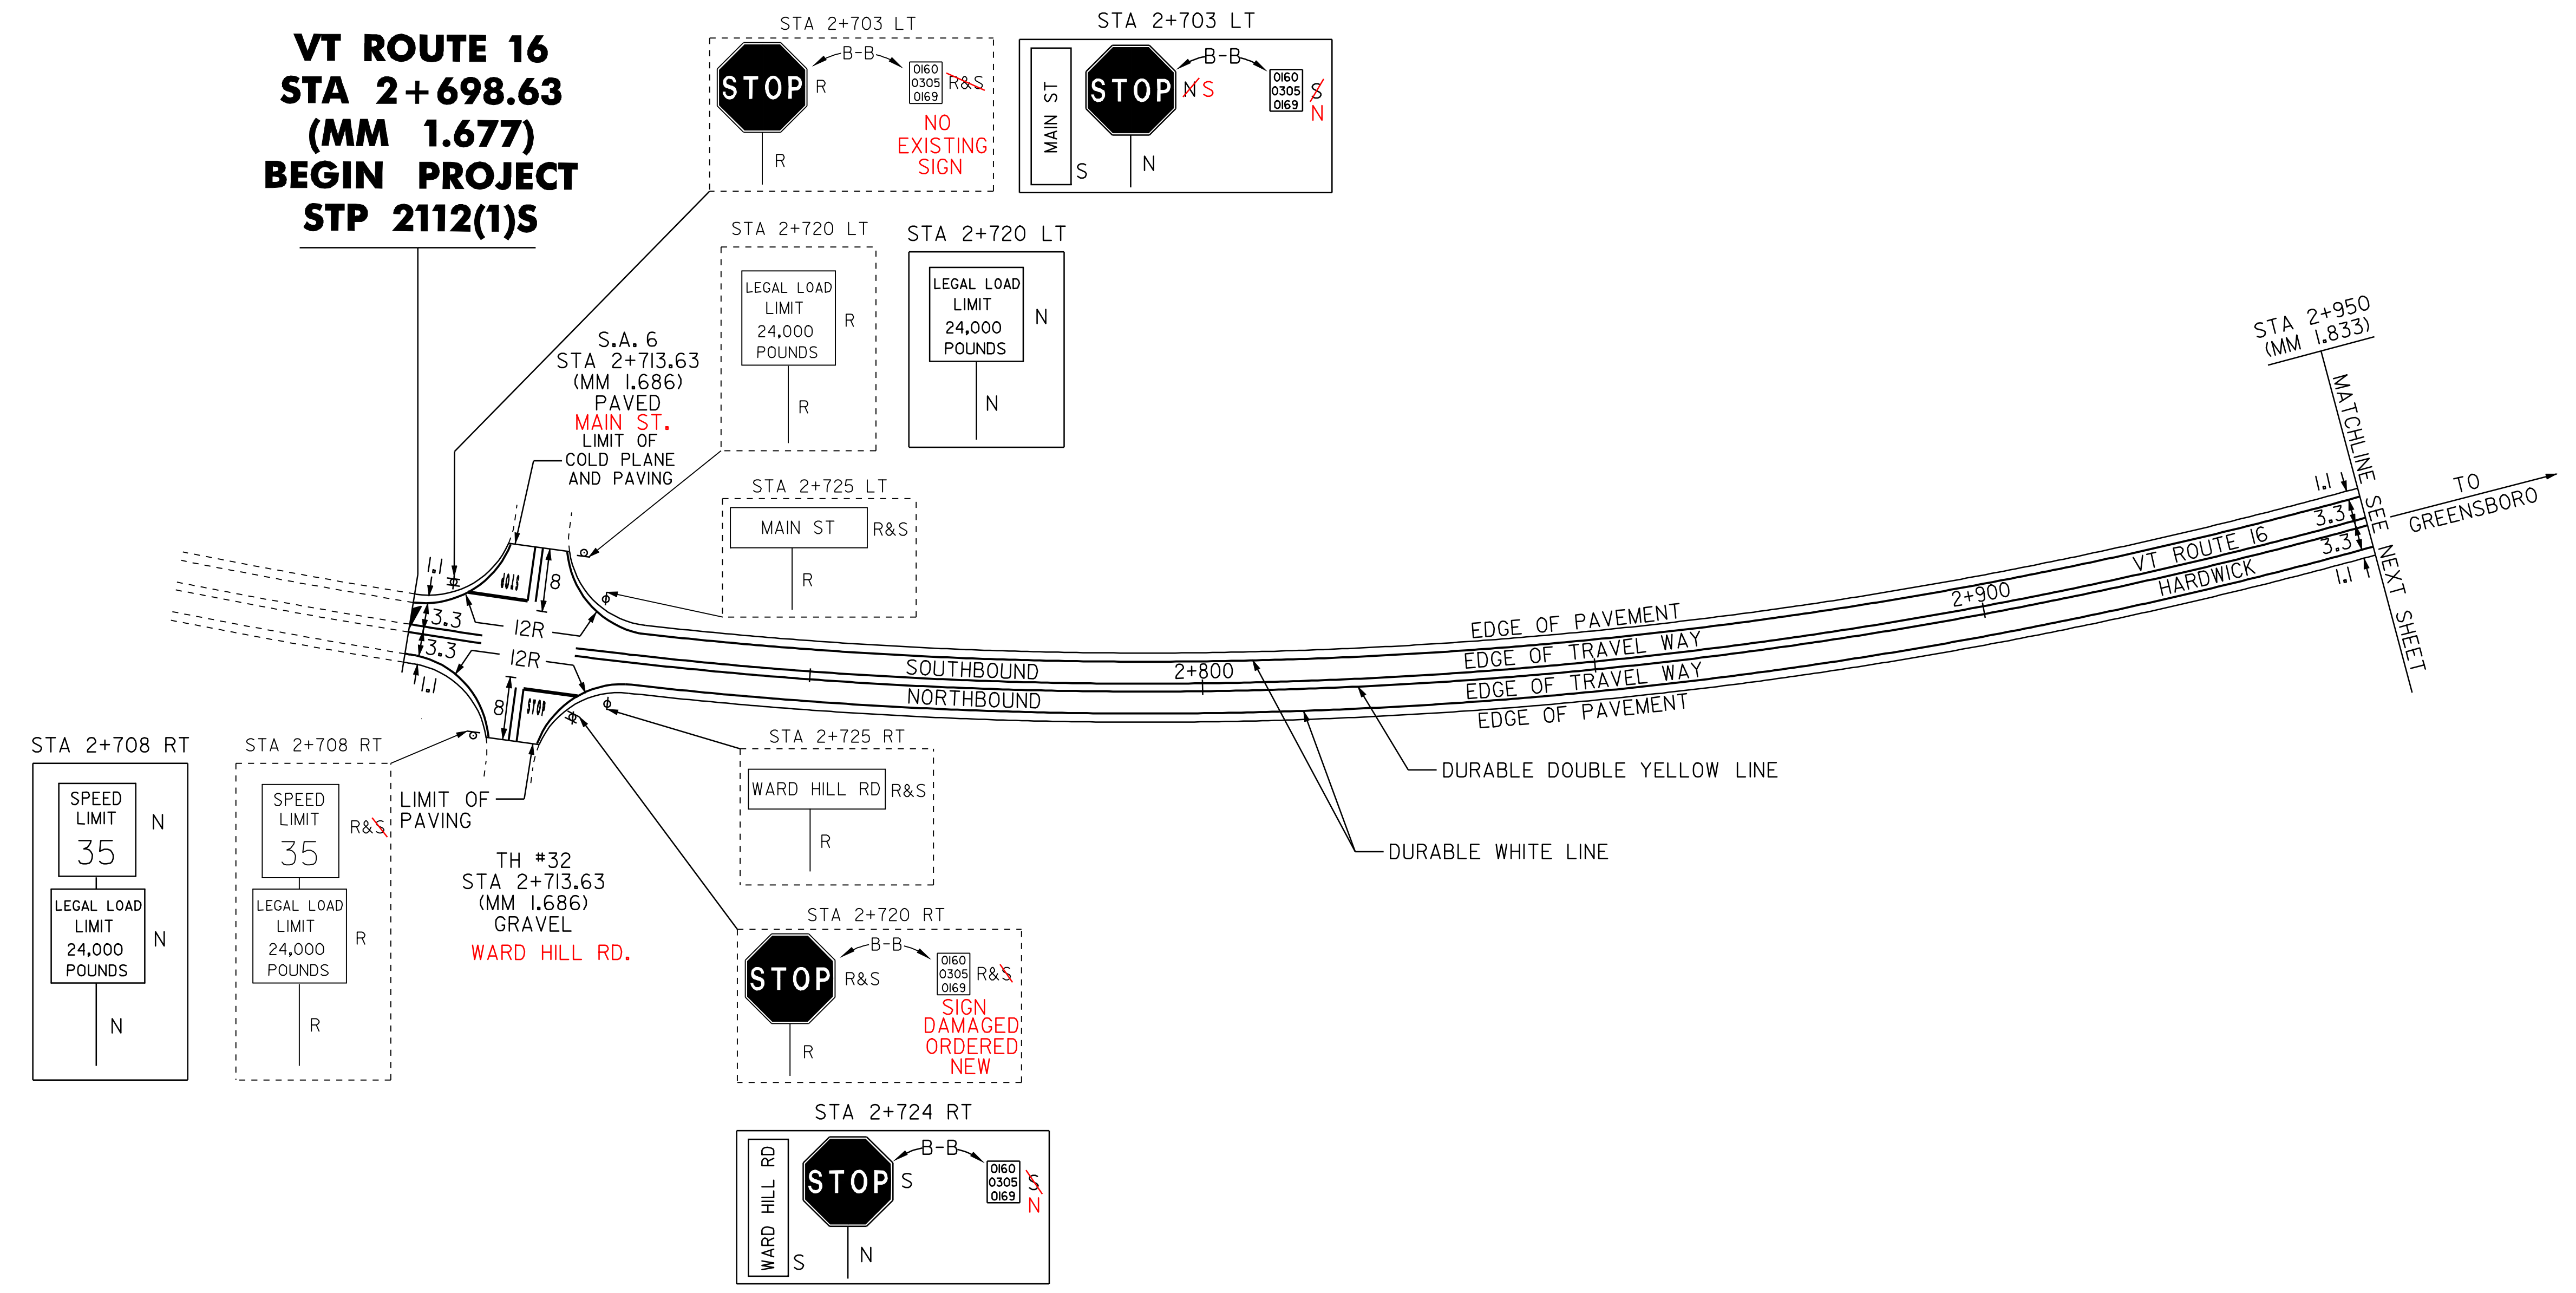 VT ROUTE 16
STA 2+698.63
(MM 1.677)
BEGIN PROJECT
STP 2112(1)S
STA 2+703 LT
STOP
R
B-B
0160
0305
0169
R&S
NO
EXISTING
SIGN
R
STA 2+703 LT
MAIN ST
S
STOP
N S
B-B
0160
0305
0169
S
N
N
STA 2+720 LT
LEGAL LOAD
LIMIT
24,000
POUNDS
R
R
STA 2+720 LT
LEGAL LOAD
LIMIT
24,000
POUNDS
N
N
S.A. 6
STA 2+713.63
(MM 1.686)
PAVED
MAIN ST.
LIMIT OF
COLD PLANE
AND PAVING
STA 2+725 LT
MAIN ST
R&S
R
STA 2+950
(MM 1.833)
MATCHLINE SEE NEXT SHEET
TO
GREENSBORO
1.1
3.3
3.3
1.1
VT ROUTE 16
HARDWICK
2+900
EDGE OF PAVEMENT
EDGE OF TRAVEL WAY
EDGE OF TRAVEL WAY
EDGE OF PAVEMENT
2+800
SOUTHBOUND
NORTHBOUND
1.1
STOP
8
3.3
12R
3.3
12R
1.1
8
STOP
DURABLE DOUBLE YELLOW LINE
DURABLE WHITE LINE
STA 2+708 RT
SPEED
LIMIT
35
N
LEGAL LOAD
LIMIT
24,000
POUNDS
N
N
STA 2+708 RT
SPEED
LIMIT
35
R&S
LEGAL LOAD
LIMIT
24,000
POUNDS
R
R
LIMIT OF
PAVING
TH #32
STA 2+713.63
(MM 1.686)
GRAVEL
WARD HILL RD.
STA 2+725 RT
WARD HILL RD
R&S
R
STA 2+720 RT
STOP
R&S
B-B
0160
0305
0169
R&S
SIGN
DAMAGED
ORDERED
NEW
R
STA 2+724 RT
WARD HILL RD
S
STOP
S
B-B
0160
0305
0169
S
N
N